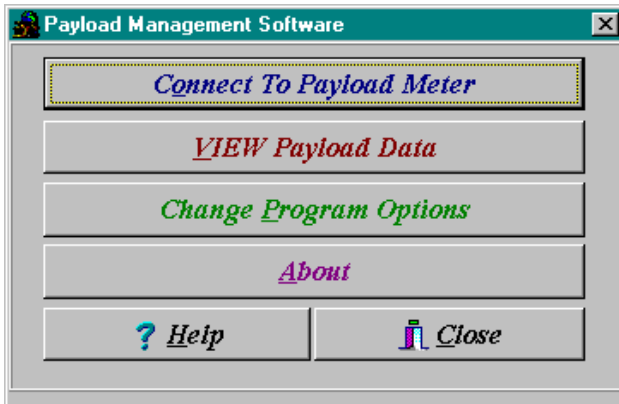 Payload Management Software
Connect To Payload Meter
VIEW Payload Data
Change Program Options
About
? Help
Close